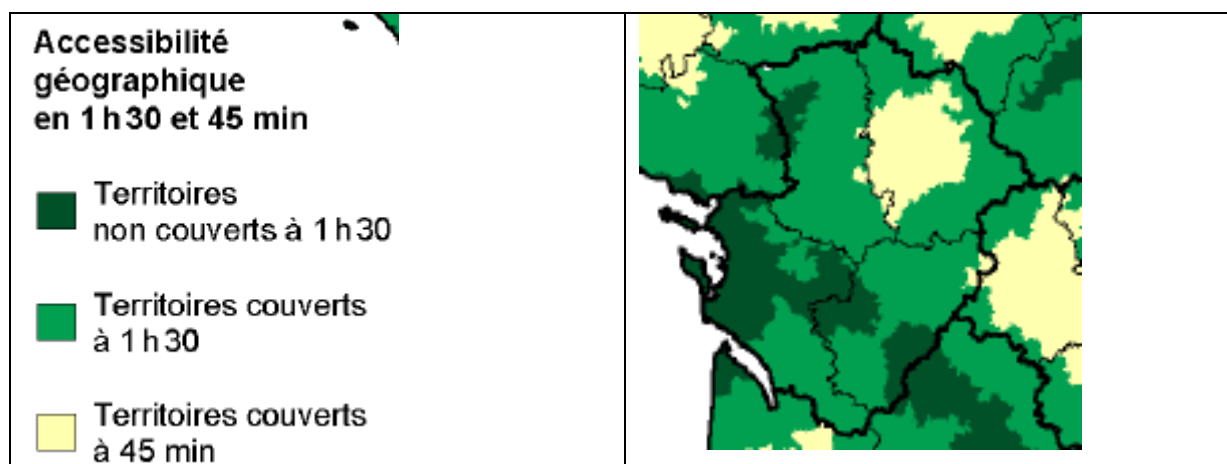 Accessibilité
géographique
en 1 h 30 et 45 min
Territoires
non couverts à 1 h 30
Territoires couverts
à 1 h 30
Territoires couverts
à 45 min